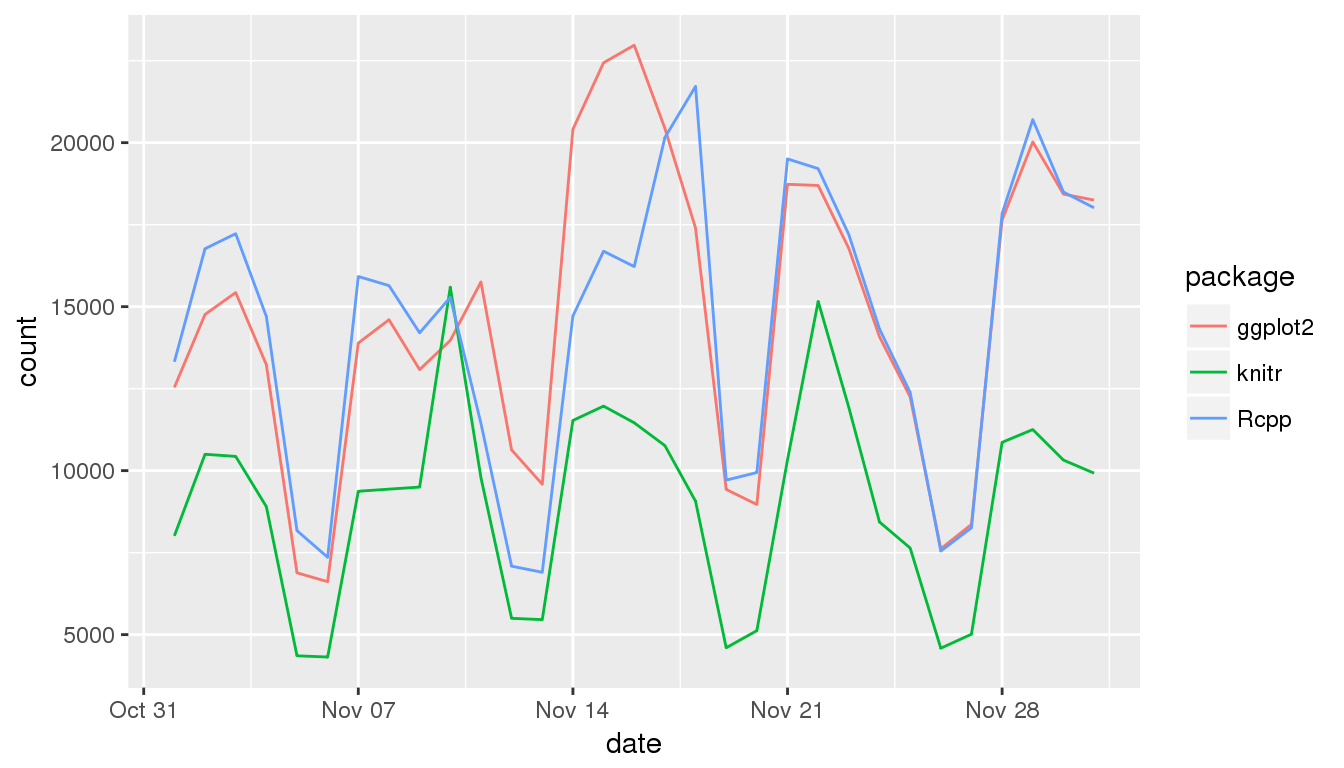 count
20000
15000
10000
5000
Oct 31
Nov 07
Nov 14
Nov 21
Nov 28
date
package
ggplot2
knitr
Rcpp